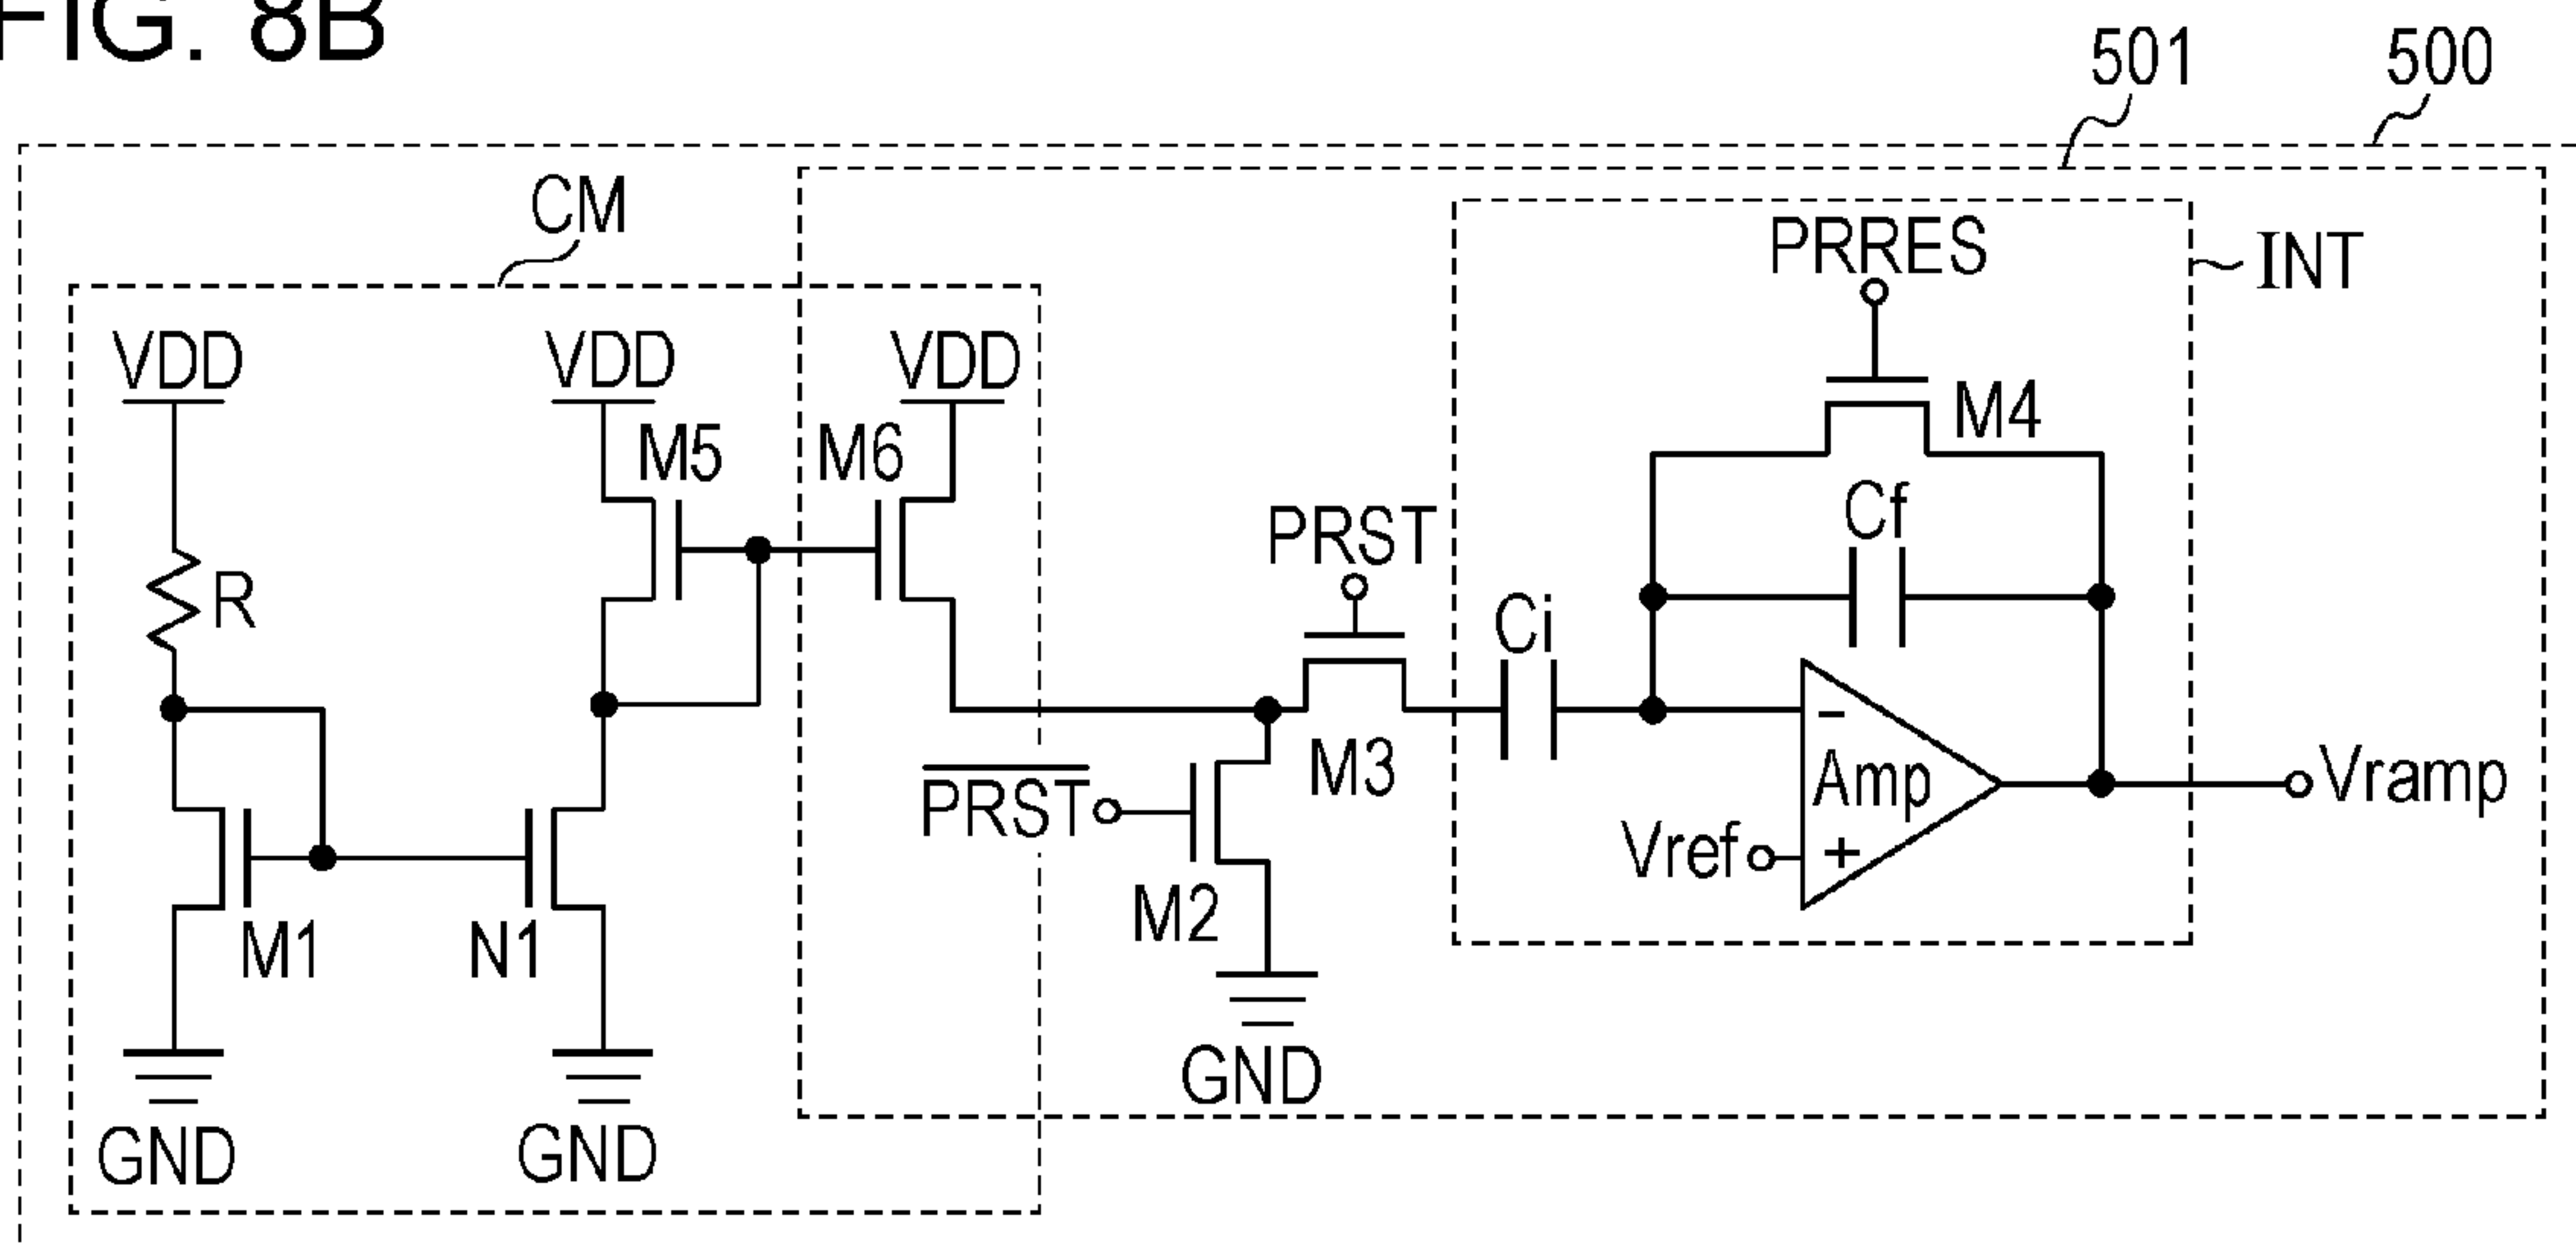 FIG. 8B
501
500
CM
PRRES
INT
VDD
VDD
VDD
M5
M6
M4
Cf
PRST
R
Ci
M3
−
Amp
P̅R̅S̅T̅
Vramp
Vref
+
M2
M1
N1
GND
GND
GND